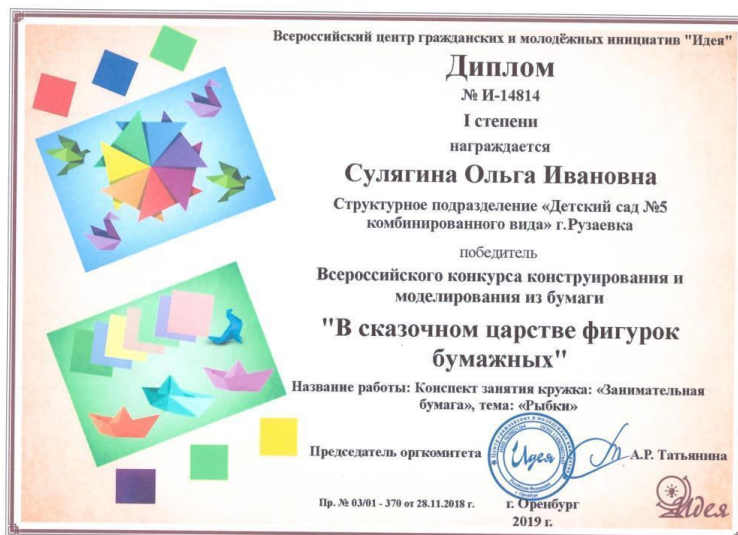 Всероссийский центр гражданских и молодёжных инициатив "Идея"
Диплом
№ И-14814
I степени
награждается
Сулягина Ольга Ивановна
Структурное подразделение «Детский сад №5
комбинированного вида» г.Рузаевка
победитель
Всероссийского конкурса конструирования и
моделирования из бумаги
"В сказочном царстве фигурок
бумажных"
Название работы: Конспект занятия кружка: «Занимательная
бумага», тема: «Рыбки»
Председатель оргкомитета
Идея
А.Р. Татьянина
Пр. № 03/01 - 370 от 28.11.2018 г.
г. Оренбург
2019 г.
Идея